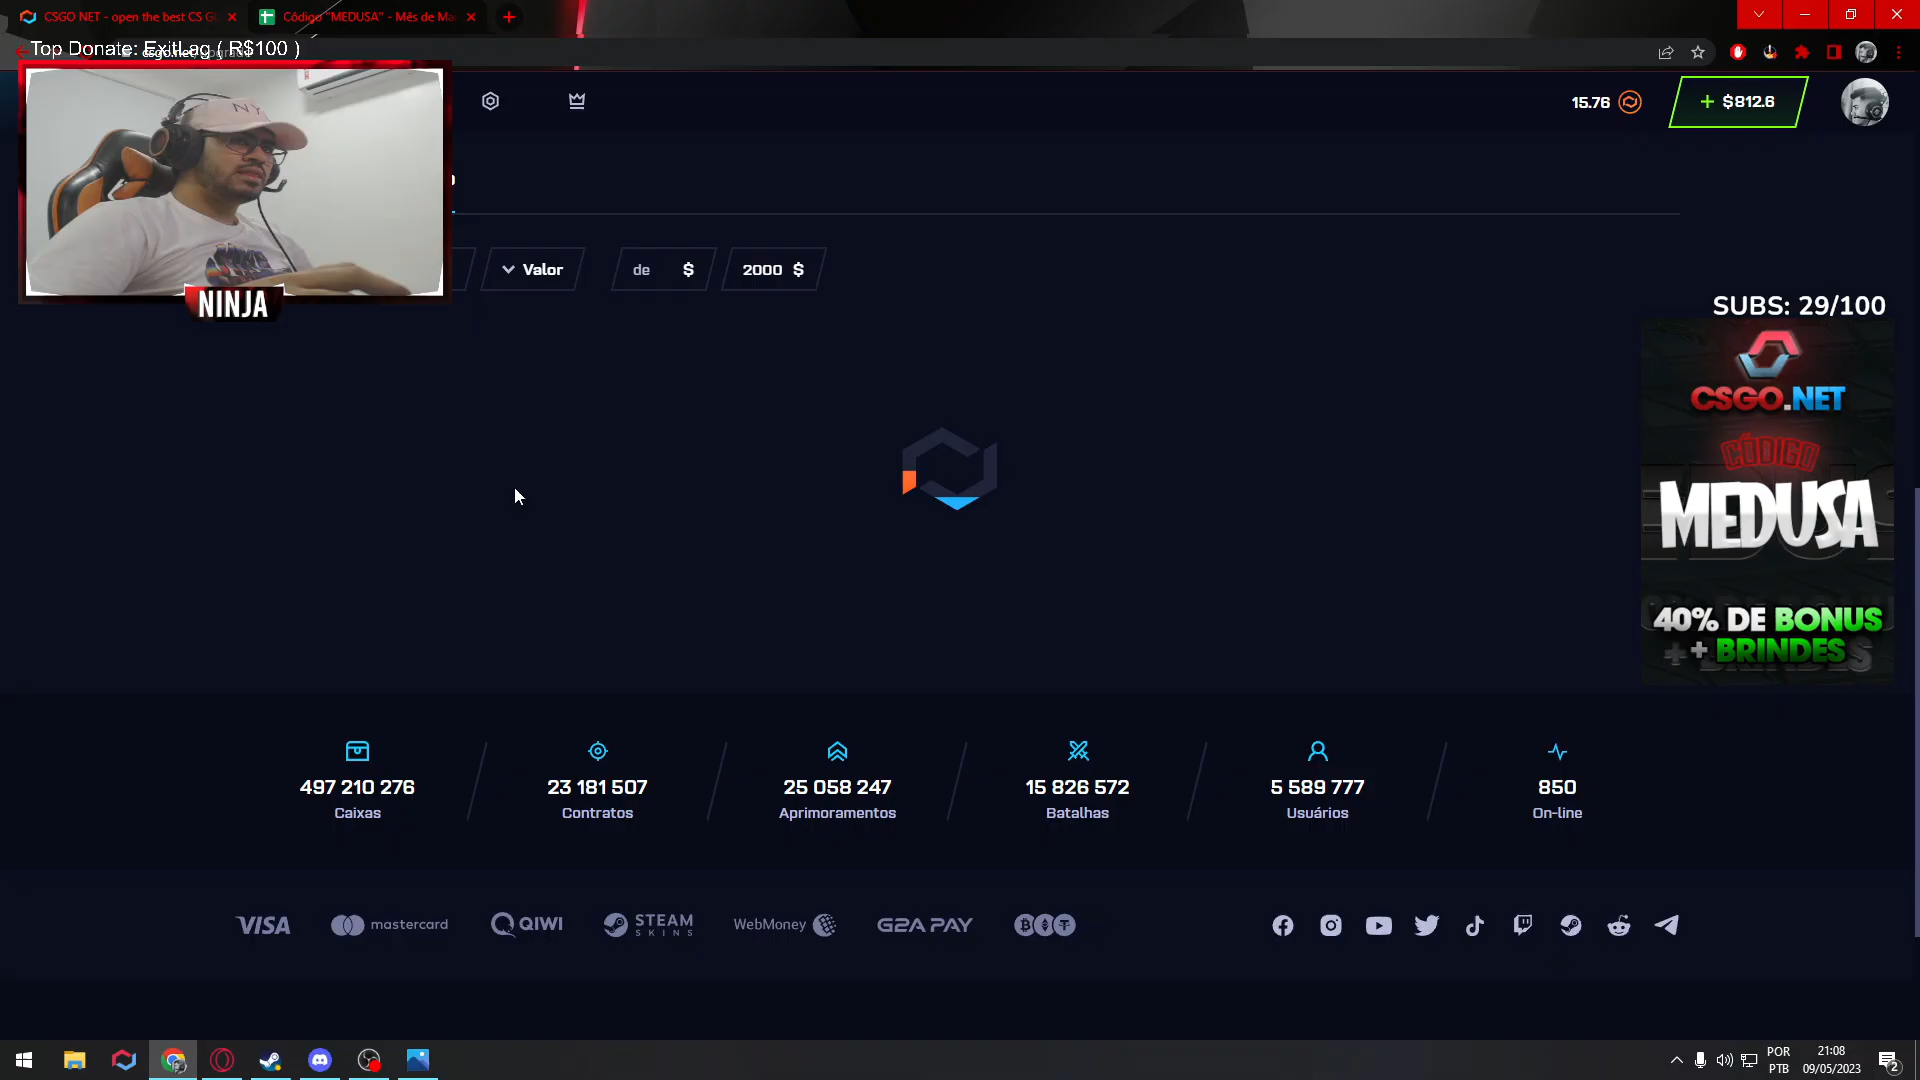 CSGO NET - open the best CS G
Código "MEDUSA" - Mês de Ma
Top Donate: ExitLag ( R$100 )
15.76
+ $812.6
NY
NINJA
Valor
de $
2000 $
SUBS: 29/100
CSGO.NET
CÓDIGO
MEDUSA
40% DE BONUS
+ BRINDES
497 210 276
Caixas
23 181 507
Contratos
25 058 247
Aprimoramentos
15 826 572
Batalhas
5 589 777
Usuários
850
On-line
VISA
mastercard
QIWI
STEAM
SKINS
WebMoney
G2A PAY
POR
PTB
21:08
09/05/2023
2